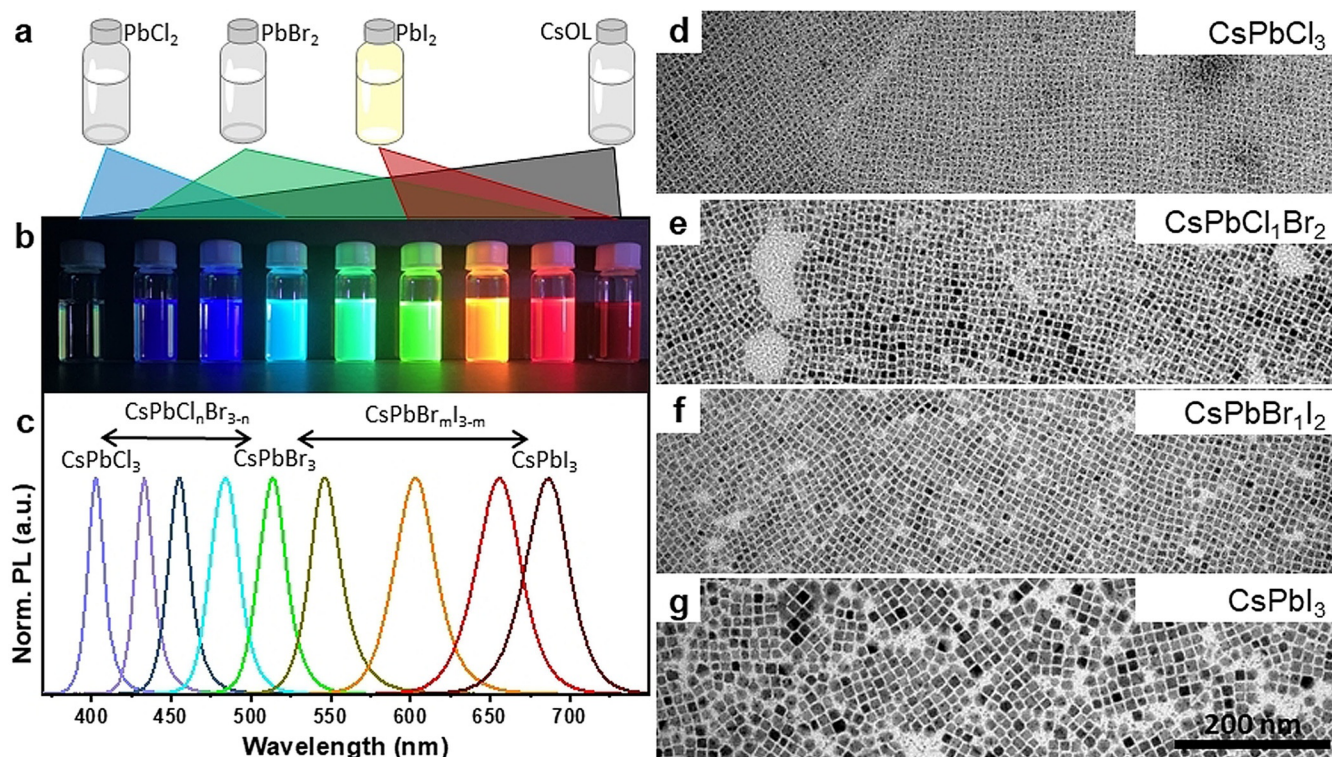 a
PbCl₂
PbBr₂
PbI₂
CsOL
b
c
CsPbClₙBr₃₋ₙ
CsPbBrₘI₃₋ₘ
CsPbCl₃
CsPbBr₃
CsPbI₃
Norm. PL (a.u.)
400 450 500 550 600 650 700
Wavelength (nm)
d
CsPbCl₃
e
CsPbCl₁Br₂
f
CsPbBr₁I₂
g
CsPbI₃
200 nm